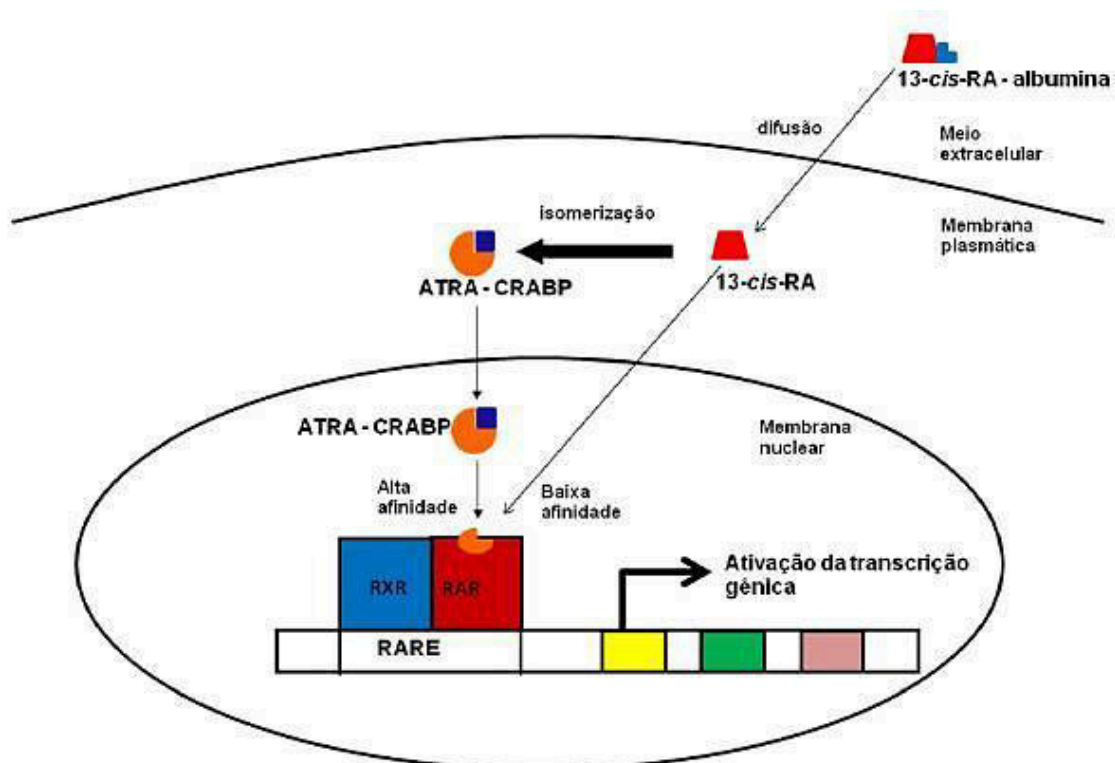 13-cis-RA - albumina
difusão
Meio
extracelular
isomerização
Membrana
plasmática
ATRA - CRABP
13-cis-RA
ATRA - CRABP
Membrana
nuclear
Alta
afinidade
Baixa
afinidade
RXR
RAR
Ativação da transcrição
gênica
RARE